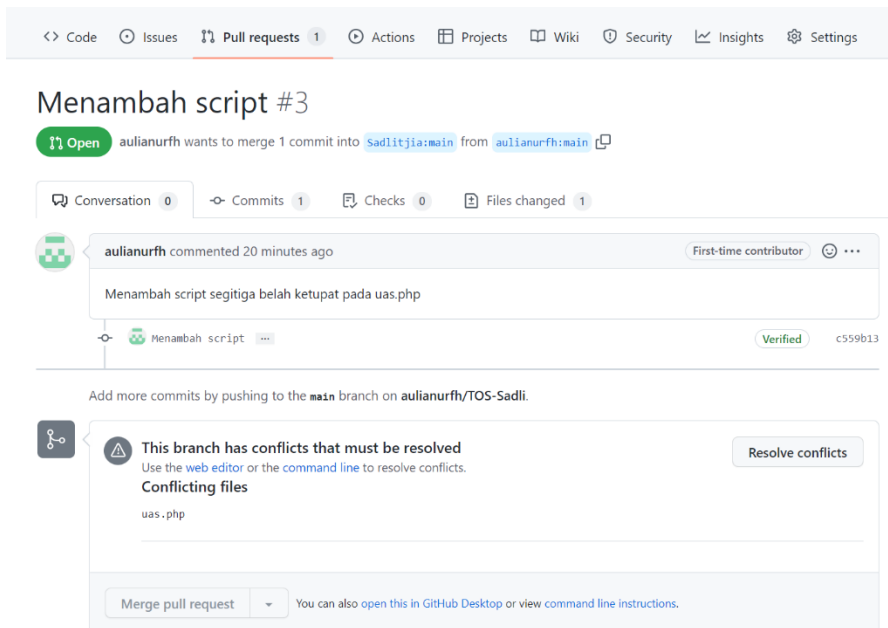 Code Issues Pull requests 1 Actions Projects Wiki Security Insights Settings
Menambah script #3
Open aulianurfh wants to merge 1 commit into Sadlitjia:main from aulianurfh:main
Conversation 0 Commits 1 Checks 0 Files changed 1
aulianurfh commented 20 minutes ago First-time contributor
Menambah script segitiga belah ketupat pada uas.php
Menambah script ... Verified c559b13
Add more commits by pushing to the main branch on aulianurfh/TOS-Sadli.
This branch has conflicts that must be resolved Resolve conflicts
Use the web editor or the command line to resolve conflicts.
Conflicting files
uas.php
Merge pull request You can also open this in GitHub Desktop or view command line instructions.